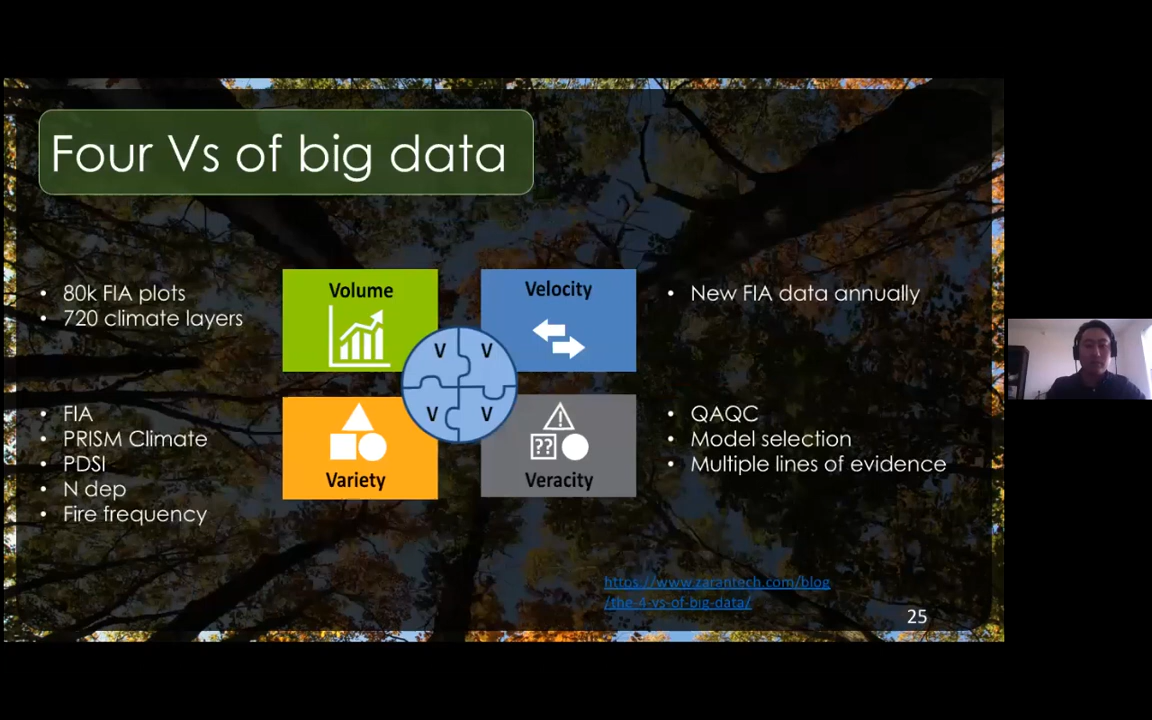 Four Vs of big data
• 80k FIA plots
• 720 climate layers
Volume
Velocity
• New FIA data annually
V V
V V
• FIA
• PRISM Climate
• PDSI
• N dep
• Fire frequency
??
Variety
Veracity
• QAQC
• Model selection
• Multiple lines of evidence
https://www.zarantech.com/blog
/the-4-vs-of-big-data/
25